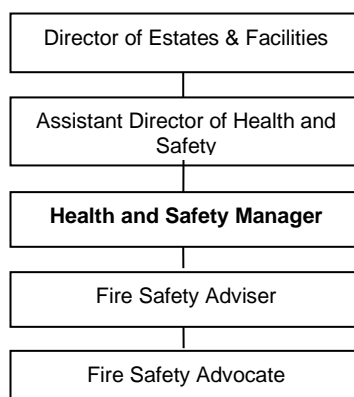 Director of Estates & Facilities
Assistant Director of Health and
Safety
Health and Safety Manager
Fire Safety Adviser
Fire Safety Advocate